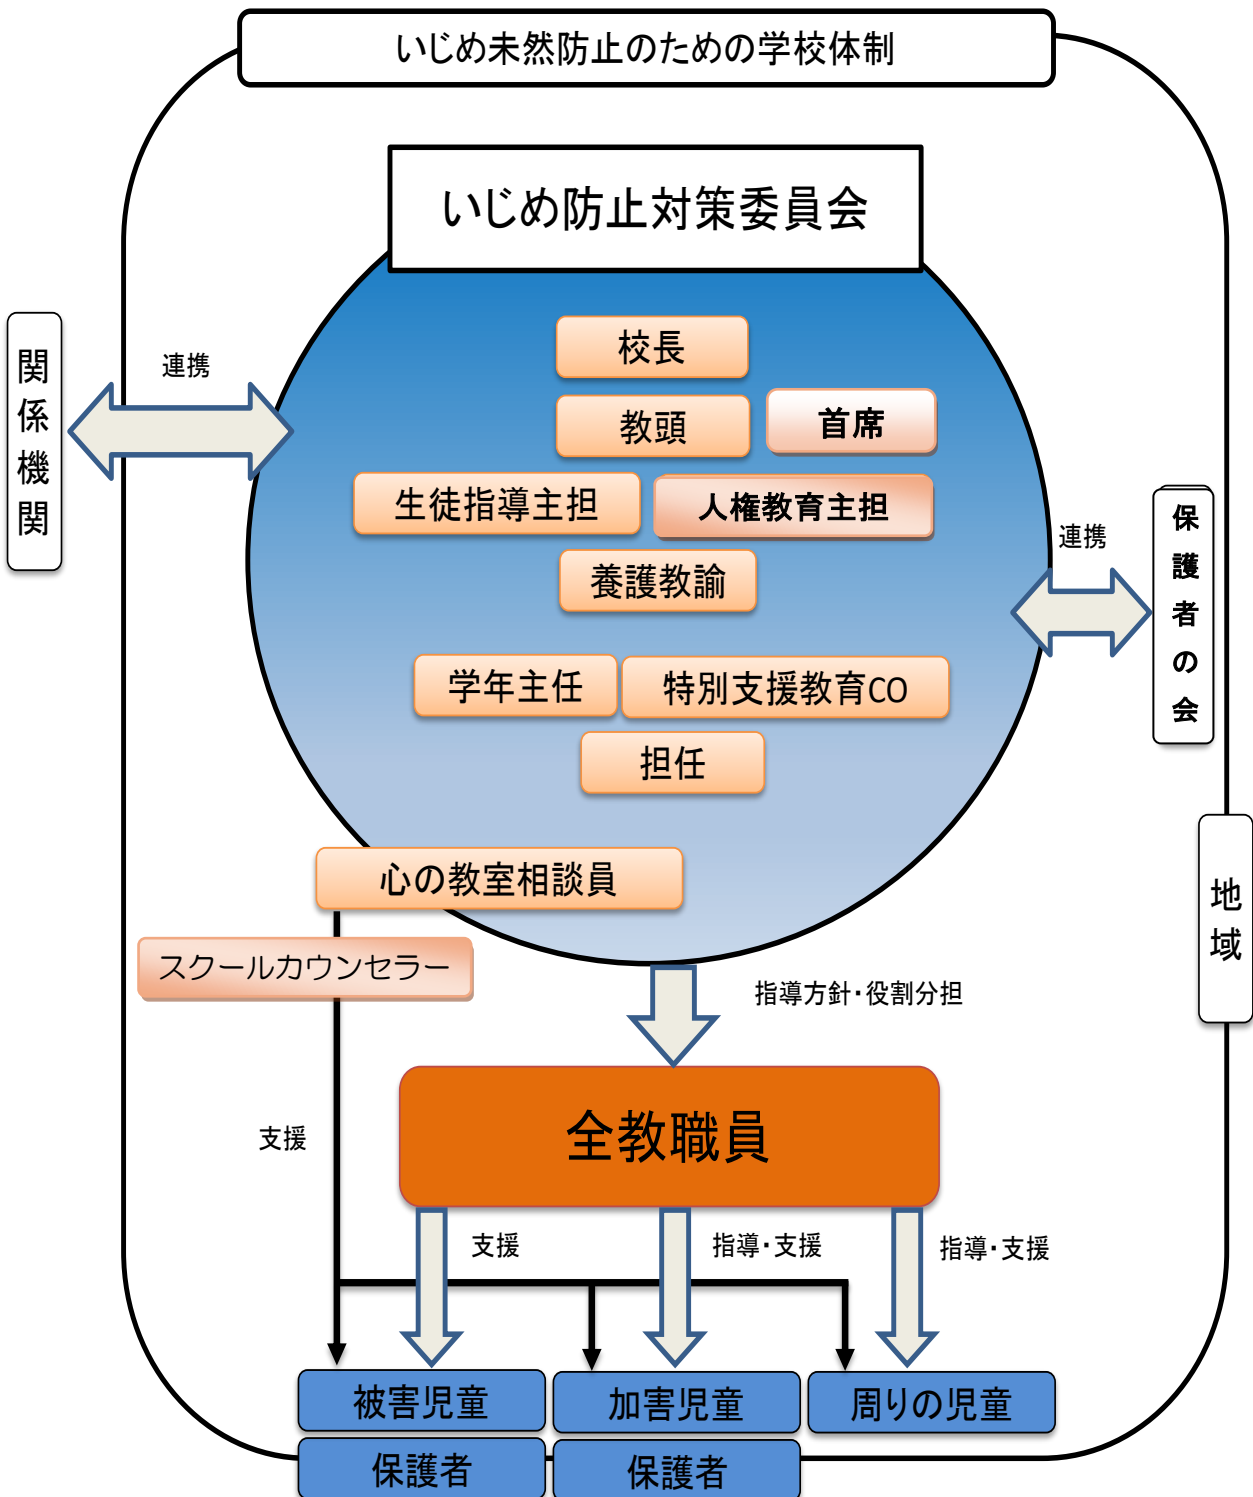 いじめ未然防止のための学校体制
いじめ防止対策委員会
校長
教頭
首席
生徒指導主担
人権教育主担
養護教諭
学年主任
特別支援教育CO
担任
心の教室相談員
スクールカウンセラー
関係機関
連携
連携
保護者の会
地域
指導方針・役割分担
全教職員
支援
支援
指導・支援
指導・支援
被害児童
加害児童
周りの児童
保護者
保護者